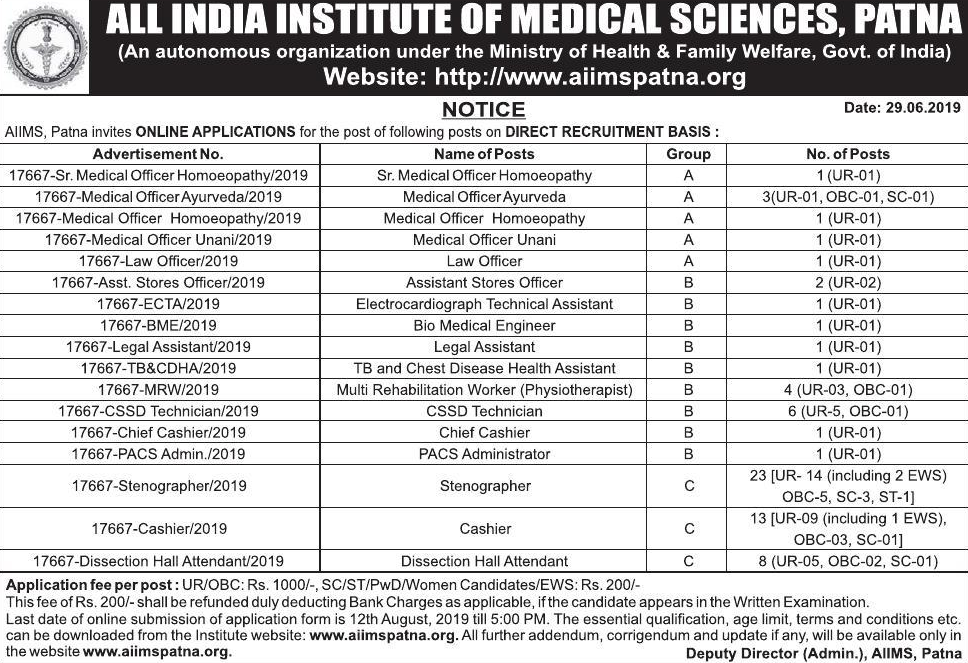 ALL INDIA INSTITUTE OF MEDICAL SCIENCES, PATNA
(An autonomous organization under the Ministry of Health & Family Welfare, Govt. of India)
Website: http://www.aiimspatna.org
NOTICE Date: 29.06.2019
AIIMS, Patna invites ONLINE APPLICATIONS for the post of following posts on DIRECT RECRUITMENT BASIS :
Advertisement No. Name of Posts Group No. of Posts
17667-Sr. Medical Officer Homoeopathy/2019 Sr. Medical Officer Homoeopathy A 1 (UR-01)
17667-Medical Officer Ayurveda/2019 Medical Officer Ayurveda A 3(UR-01, OBC-01, SC-01)
17667-Medical Officer Homoeopathy/2019 Medical Officer Homoeopathy A 1 (UR-01)
17667-Medical Officer Unani/2019 Medical Officer Unani A 1 (UR-01)
17667-Law Officer/2019 Law Officer A 1 (UR-01)
17667-Asst. Stores Officer/2019 Assistant Stores Officer B 2 (UR-02)
17667-ECTA/2019 Electrocardiograph Technical Assistant B 1 (UR-01)
17667-BME/2019 Bio Medical Engineer B 1 (UR-01)
17667-Legal Assistant/2019 Legal Assistant B 1 (UR-01)
17667-TB&CDHA/2019 TB and Chest Disease Health Assistant B 1 (UR-01)
17667-MRW/2019 Multi Rehabilitation Worker (Physiotherapist) B 4 (UR-03, OBC-01)
17667-CSSD Technician/2019 CSSD Technician B 6 (UR-5, OBC-01)
17667-Chief Cashier/2019 Chief Cashier B 1 (UR-01)
17667-PACS Admin./2019 PACS Administrator B 1 (UR-01)
17667-Stenographer/2019 Stenographer C 23 [UR- 14 (including 2 EWS)
OBC-5, SC-3, ST-1]
17667-Cashier/2019 Cashier C 13 [UR-09 (including 1 EWS),
OBC-03, SC-01]
17667-Dissection Hall Attendant/2019 Dissection Hall Attendant C 8 (UR-05, OBC-02, SC-01)
Application fee per post : UR/OBC: Rs. 1000/-, SC/ST/PwD/Women Candidates/EWS: Rs. 200/-
This fee of Rs. 200/- shall be refunded duly deducting Bank Charges as applicable, if the candidate appears in the Written Examination.
Last date of online submission of application form is 12th August, 2019 till 5:00 PM. The essential qualification, age limit, terms and conditions etc.
can be downloaded from the Institute website: www.aiimspatna.org. All further addendum, corrigendum and update if any, will be available only in
the website www.aiimspatna.org. Deputy Director (Admin.), AIIMS, Patna